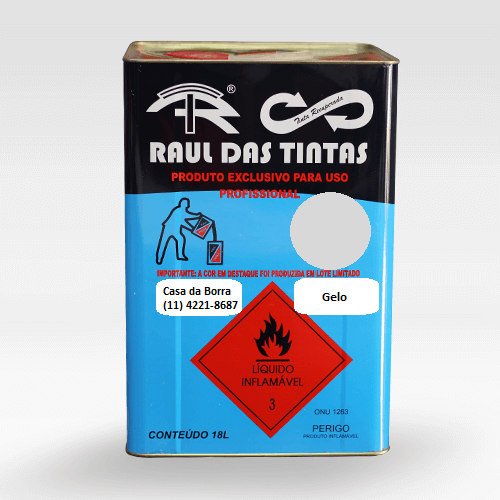 ®
Tinta Recuperada
RAUL DAS TINTAS
PRODUTO EXCLUSIVO PARA USO
PROFISSIONAL
IMPORTANTE: A COR EM DESTAQUE FOI PRODUZIDA EM LOTE LIMITADO
Casa da Borra
(11) 4221-8687
Gelo
LÍQUIDO
INFLAMÁVEL
3
ONU 1263
CONTEÚDO 18L
PERIGO
PRODUTO INFLAMÁVEL